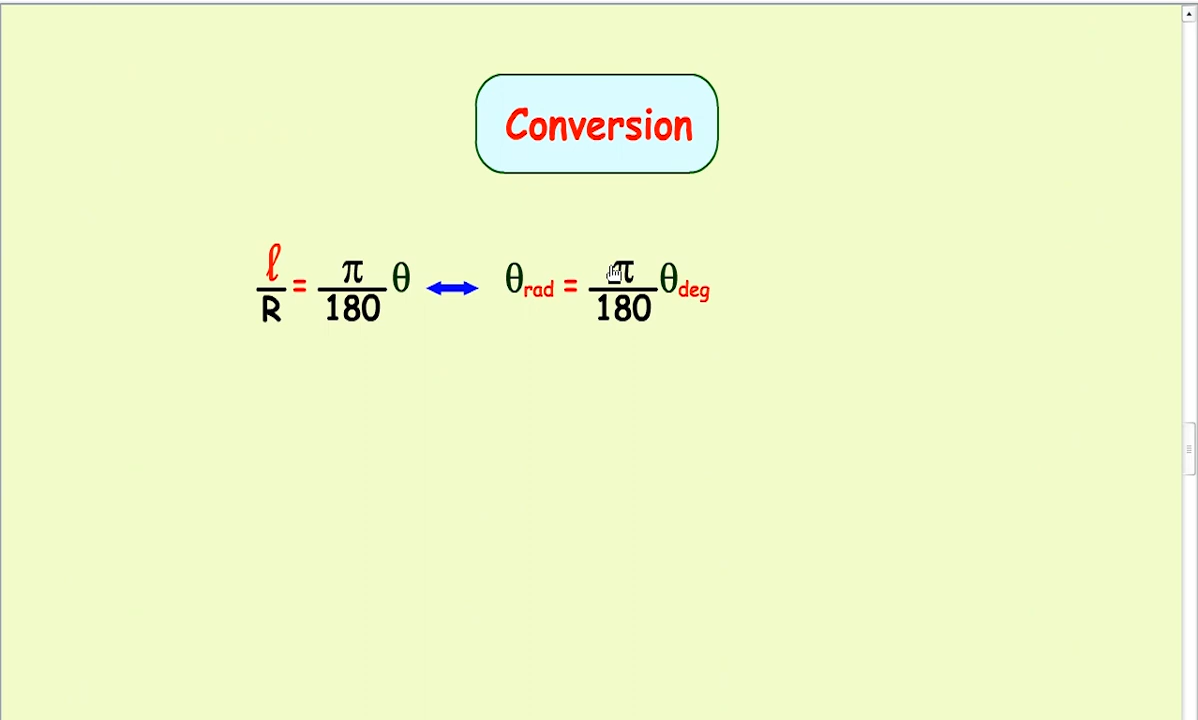 Conversion
ℓ/R = π/180 θ ↔ θrad = π/180 θdeg